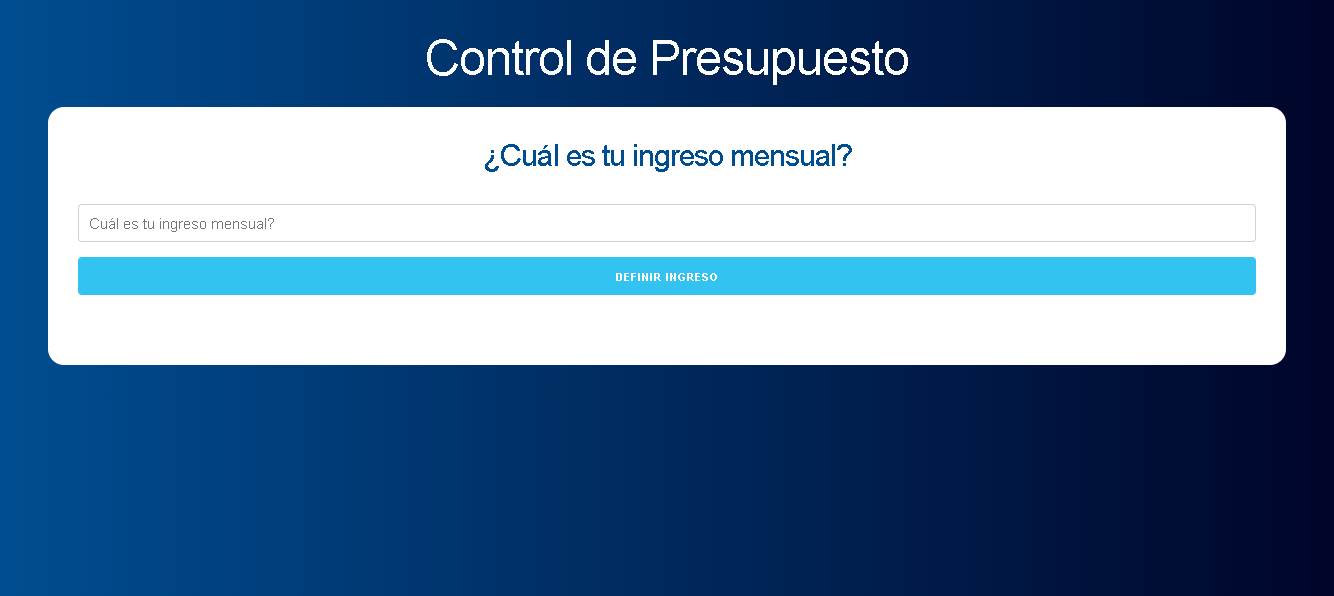 Control de Presupuesto
¿Cuál es tu ingreso mensual?
Cuál es tu ingreso mensual?
DEFINIR INGRESO